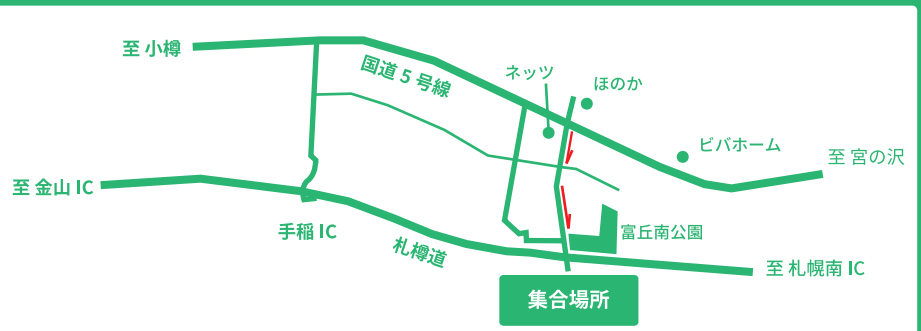 至 小樽
国道 5 号線
ネッツ
ほのか
ビバホーム
至 宮の沢
至 金山 IC
手稲 IC
札樽道
富丘南公園
至 札幌南 IC
集合場所